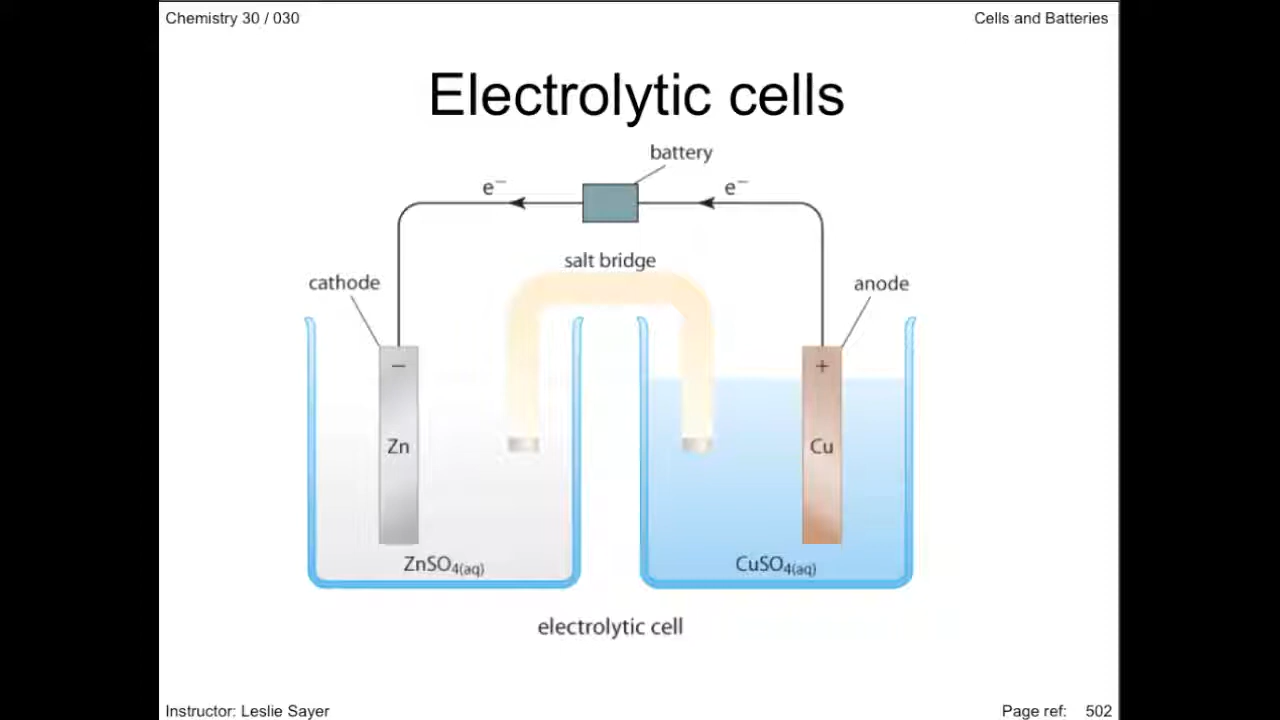 Chemistry 30 / 030
Cells and Batteries
Electrolytic cells
battery
e⁻
e⁻
salt bridge
cathode
anode
−
+
Zn
Cu
ZnSO₄₍aq₎
CuSO₄₍aq₎
electrolytic cell
Instructor: Leslie Sayer
Page ref: 502